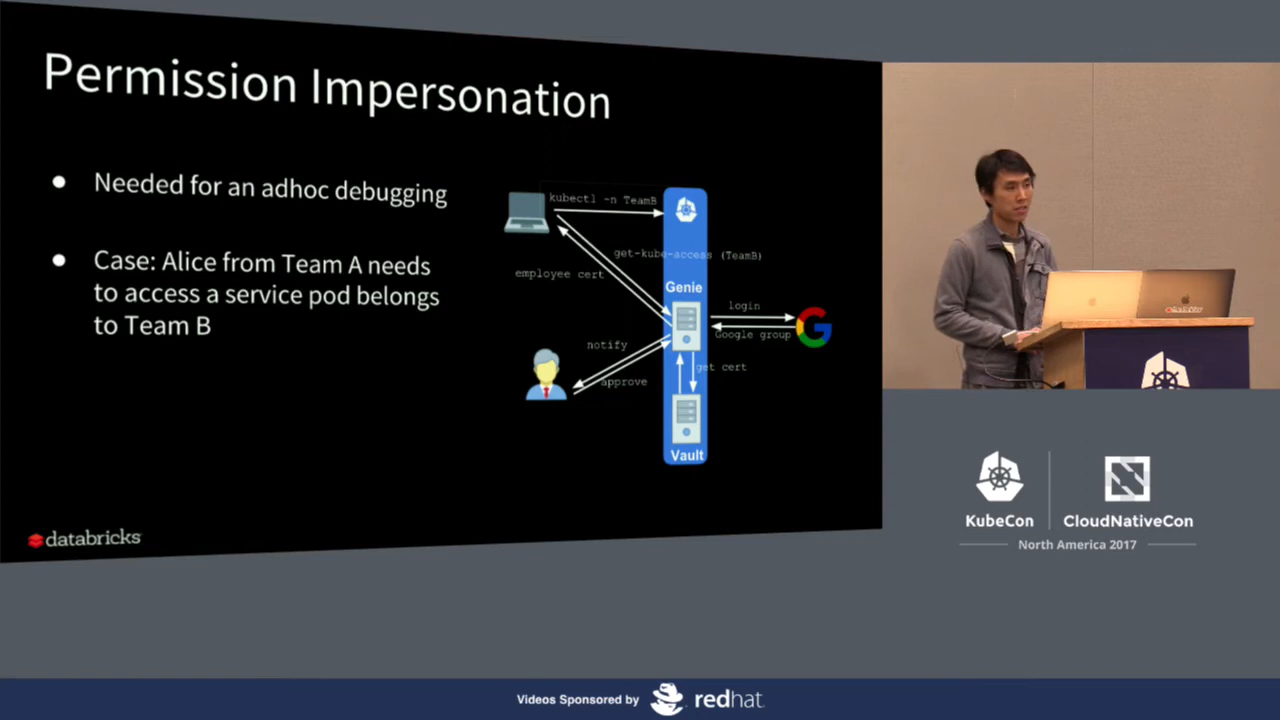 Permission Impersonation
Needed for an adhoc debugging
Case: Alice from Team A needs
to access a service pod belongs
to Team B
kubectl -n TeamB
get-kube-access (TeamB)
employee cert
Genie
login
Google group
notify
approve
get cert
Vault
databricks
KubeCon
CloudNativeCon
North America 2017
Videos Sponsored by
redhat